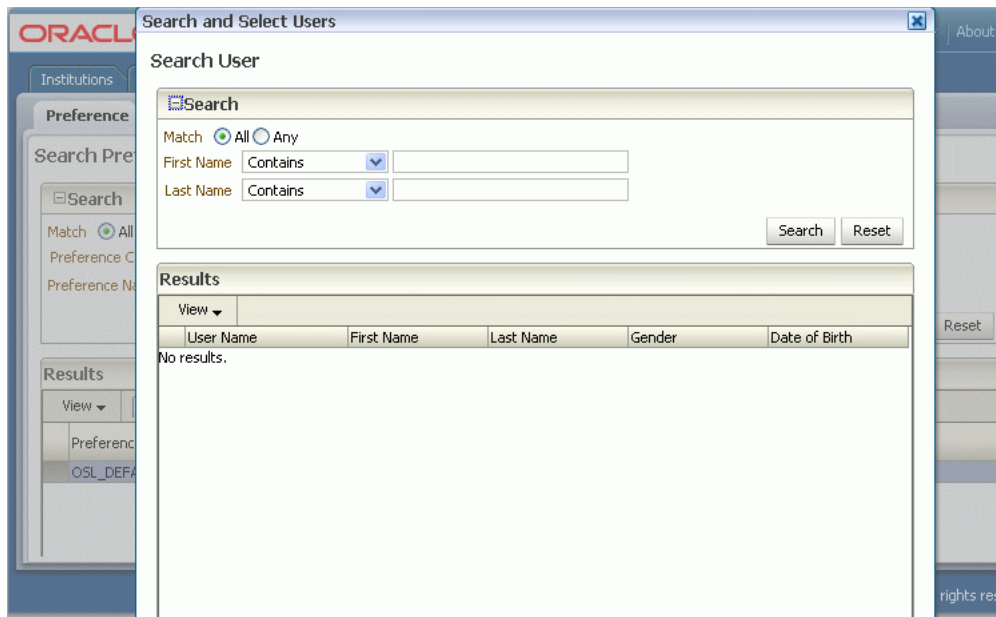 ORACL
Search and Select Users
About
Institutions
Preference
Search User
Search
Match All Any
First Name Contains
Last Name Contains
Search Reset
Search Pre
Search
Match All
Preference C
Preference Na
Reset
Results
View
User Name First Name Last Name Gender Date of Birth
No results.
Results
View
Preferenc
OSL_DEFA
rights res